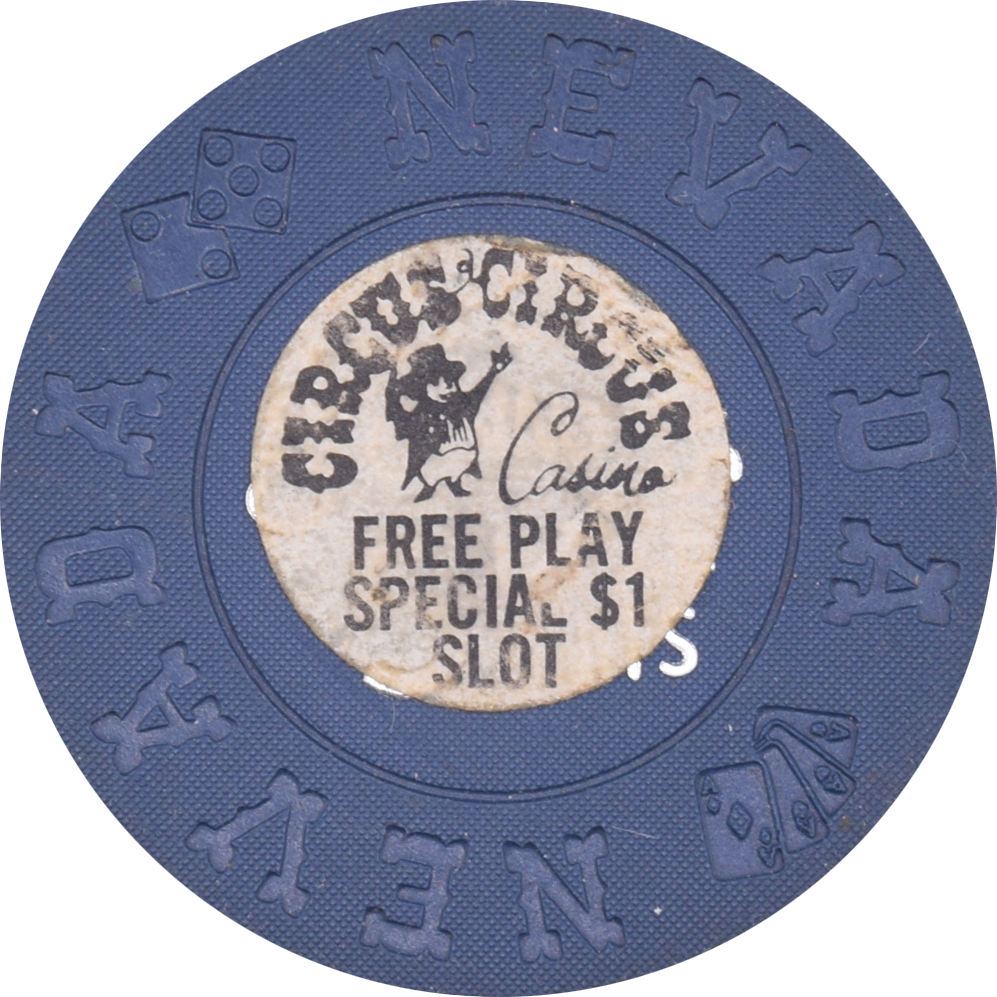 NEVADA
CIRCUS CIRCUS
Casino
FREE PLAY
SPECIAL $1
SLOT
S
NEVADA